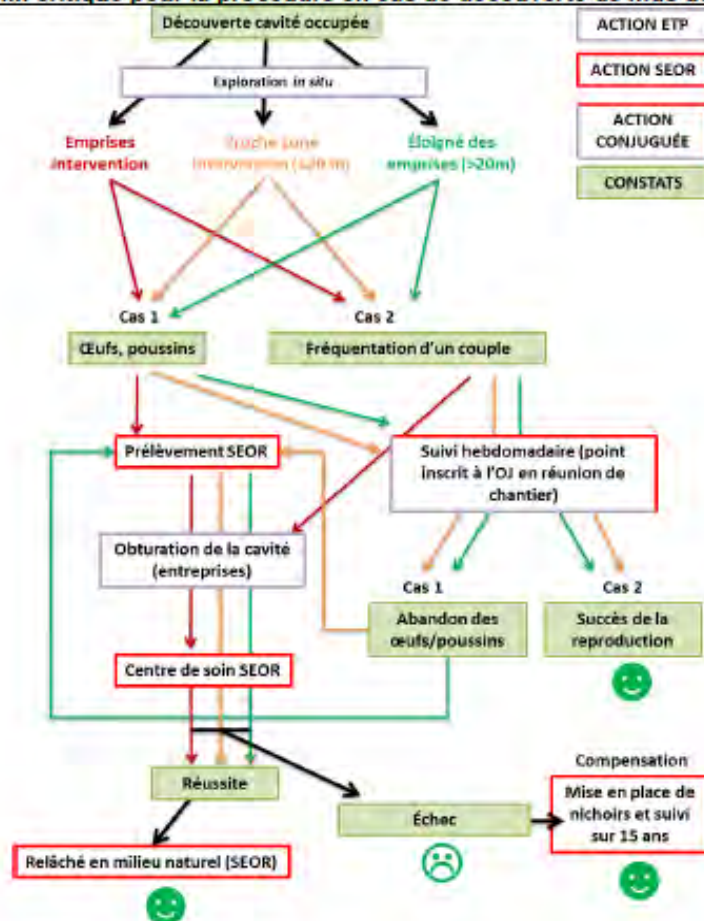 Découverte cavité occupée
ACTION ETP
Exploration in situ
ACTION SEOR
ACTION
CONJUGUÉE
CONSTATS
Emprises
intervention
Proche zone
intervention (≤20 m)
Éloigné des
emprises (>20m)
Cas 1
Cas 2
Œufs, poussins
Fréquentation d'un couple
Prélèvement SEOR
Suivi hebdomadaire (point
inscrit à l'OJ en réunion de
chantier)
Obturation de la cavité
(entreprises)
Cas 1
Cas 2
Abandon des
œufs/poussins
Succès de la
reproduction
Centre de soin SEOR
Réussite
Compensation
Échec
Mise en place de
nichoirs et suivi
sur 15 ans
Relâché en milieu naturel (SEOR)